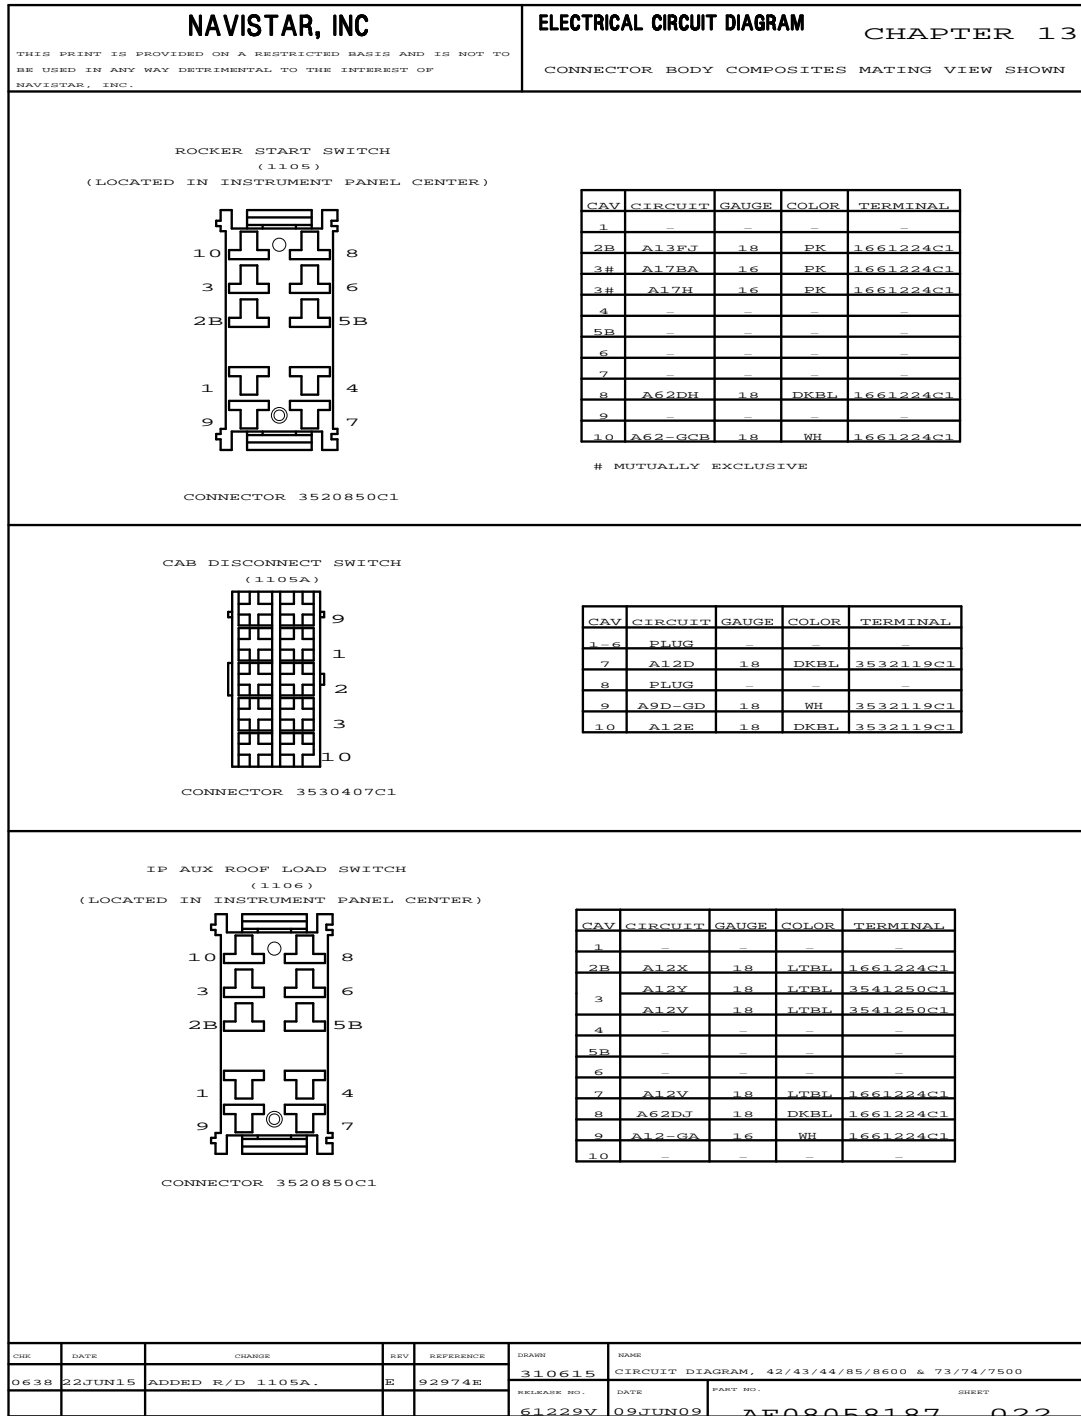 NAVISTAR, INC
THIS PRINT IS PROVIDED ON A RESTRICTED BASIS AND IS NOT TO
BE USED IN ANY WAY DETRIMENTAL TO THE INTEREST OF
NAVISTAR, INC.
ELECTRICAL CIRCUIT DIAGRAM
CHAPTER 13
CONNECTOR BODY COMPOSITES MATING VIEW SHOWN
ROCKER START SWITCH
(1105)
(LOCATED IN INSTRUMENT PANEL CENTER)
10 8
3 6
2B 5B
1 4
9 7
CONNECTOR 3520850C1
CAV CIRCUIT GAUGE COLOR TERMINAL
1 – – – –
2B A13FJ 18 PK 1661224C1
3# A17BA 16 PK 1661224C1
3# A17H 16 PK 1661224C1
4 – – – –
5B – – – –
6 – – – –
7 – – – –
8 A62DH 18 DKBL 1661224C1
9 – – – –
10 A62-GCB 18 WH 1661224C1
# MUTUALLY EXCLUSIVE
CAB DISCONNECT SWITCH
(1105A)
9
1
2
3
10
CONNECTOR 3530407C1
CAV CIRCUIT GAUGE COLOR TERMINAL
1-6 PLUG – – –
7 A12D 18 DKBL 3532119C1
8 PLUG – – –
9 A9D-GD 18 WH 3532119C1
10 A12E 18 DKBL 3532119C1
IP AUX ROOF LOAD SWITCH
(1106)
(LOCATED IN INSTRUMENT PANEL CENTER)
10 8
3 6
2B 5B
1 4
9 7
CONNECTOR 3520850C1
CAV CIRCUIT GAUGE COLOR TERMINAL
1 – – – –
2B A12X 18 LTBL 1661224C1
3 A12Y 18 LTBL 3541250C1
A12V 18 LTBL 3541250C1
4 – – – –
5B – – – –
6 – – – –
7 A12V 18 LTBL 1661224C1
8 A62DJ 18 DKBL 1661224C1
9 A12-GA 16 WH 1661224C1
10 – – – –
CHK DATE CHANGE REV REFERENCE
0638 22JUN15 ADDED R/D 1105A. E 92974E
DRAWN
310615
NAME
CIRCUIT DIAGRAM, 42/43/44/85/8600 & 73/74/7500
RELEASE NO.
61229V
DATE
09JUN09
PART NO.
AE08058187
SHEET
022